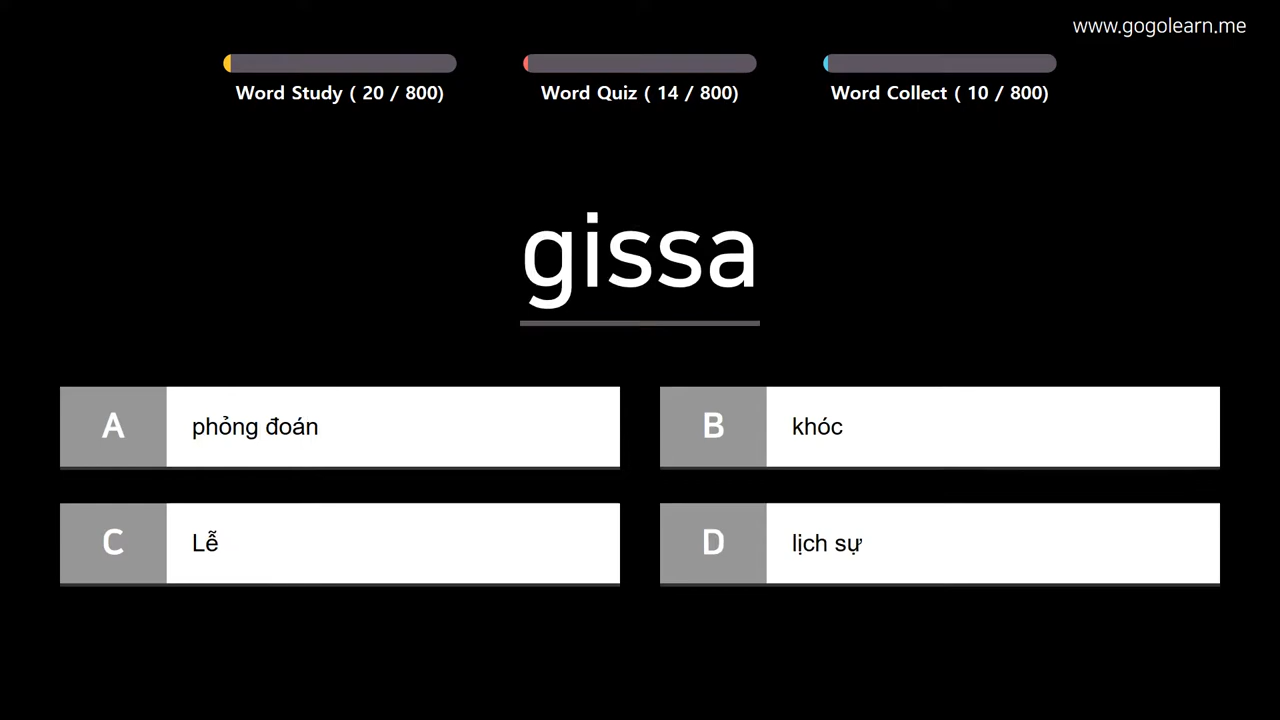 www.gogolearn.me
Word Study ( 20 / 800)
Word Quiz ( 14 / 800)
Word Collect ( 10 / 800)
gissa
A phỏng đoán
B khóc
C Lễ
D lịch sự